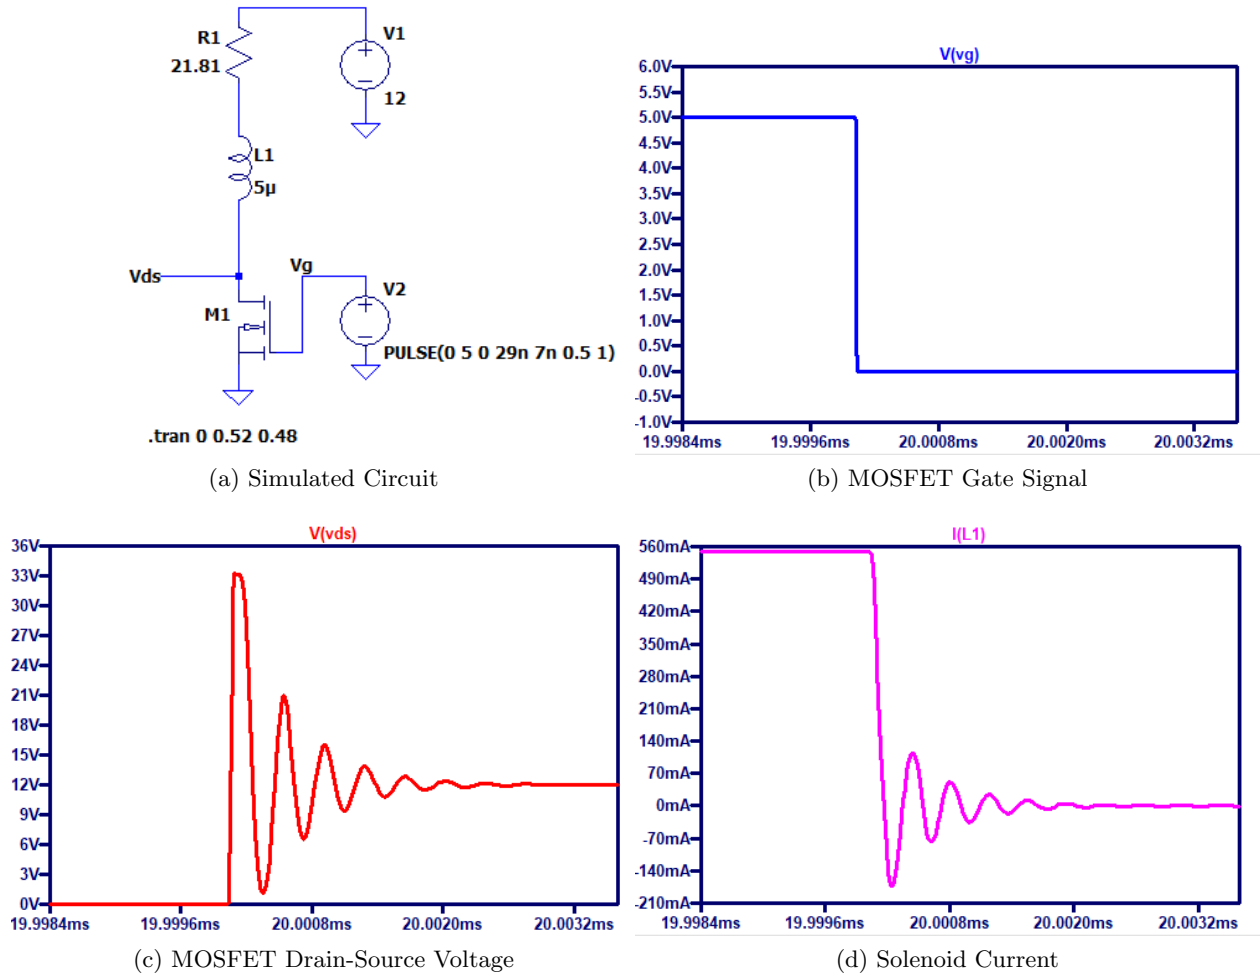 R1
21.81
V1
12
L1
5µ
Vds
Vg
M1
V2
PULSE(0 5 0 29n 7n 0.5 1)
.tran 0 0.52 0.48
(a) Simulated Circuit
V(vg)
6.0V
5.5V
5.0V
4.5V
4.0V
3.5V
3.0V
2.5V
2.0V
1.5V
1.0V
0.5V
0.0V
-0.5V
-1.0V
19.9984ms 19.9996ms 20.0008ms 20.0020ms 20.0032ms
(b) MOSFET Gate Signal
V(vds)
36V
33V
30V
27V
24V
21V
18V
15V
12V
9V
6V
3V
0V
19.9984ms 19.9996ms 20.0008ms 20.0020ms 20.0032ms
(c) MOSFET Drain-Source Voltage
I(L1)
560mA
490mA
420mA
350mA
280mA
210mA
140mA
70mA
0mA
-70mA
-140mA
-210mA
19.9984ms 19.9996ms 20.0008ms 20.0020ms 20.0032ms
(d) Solenoid Current